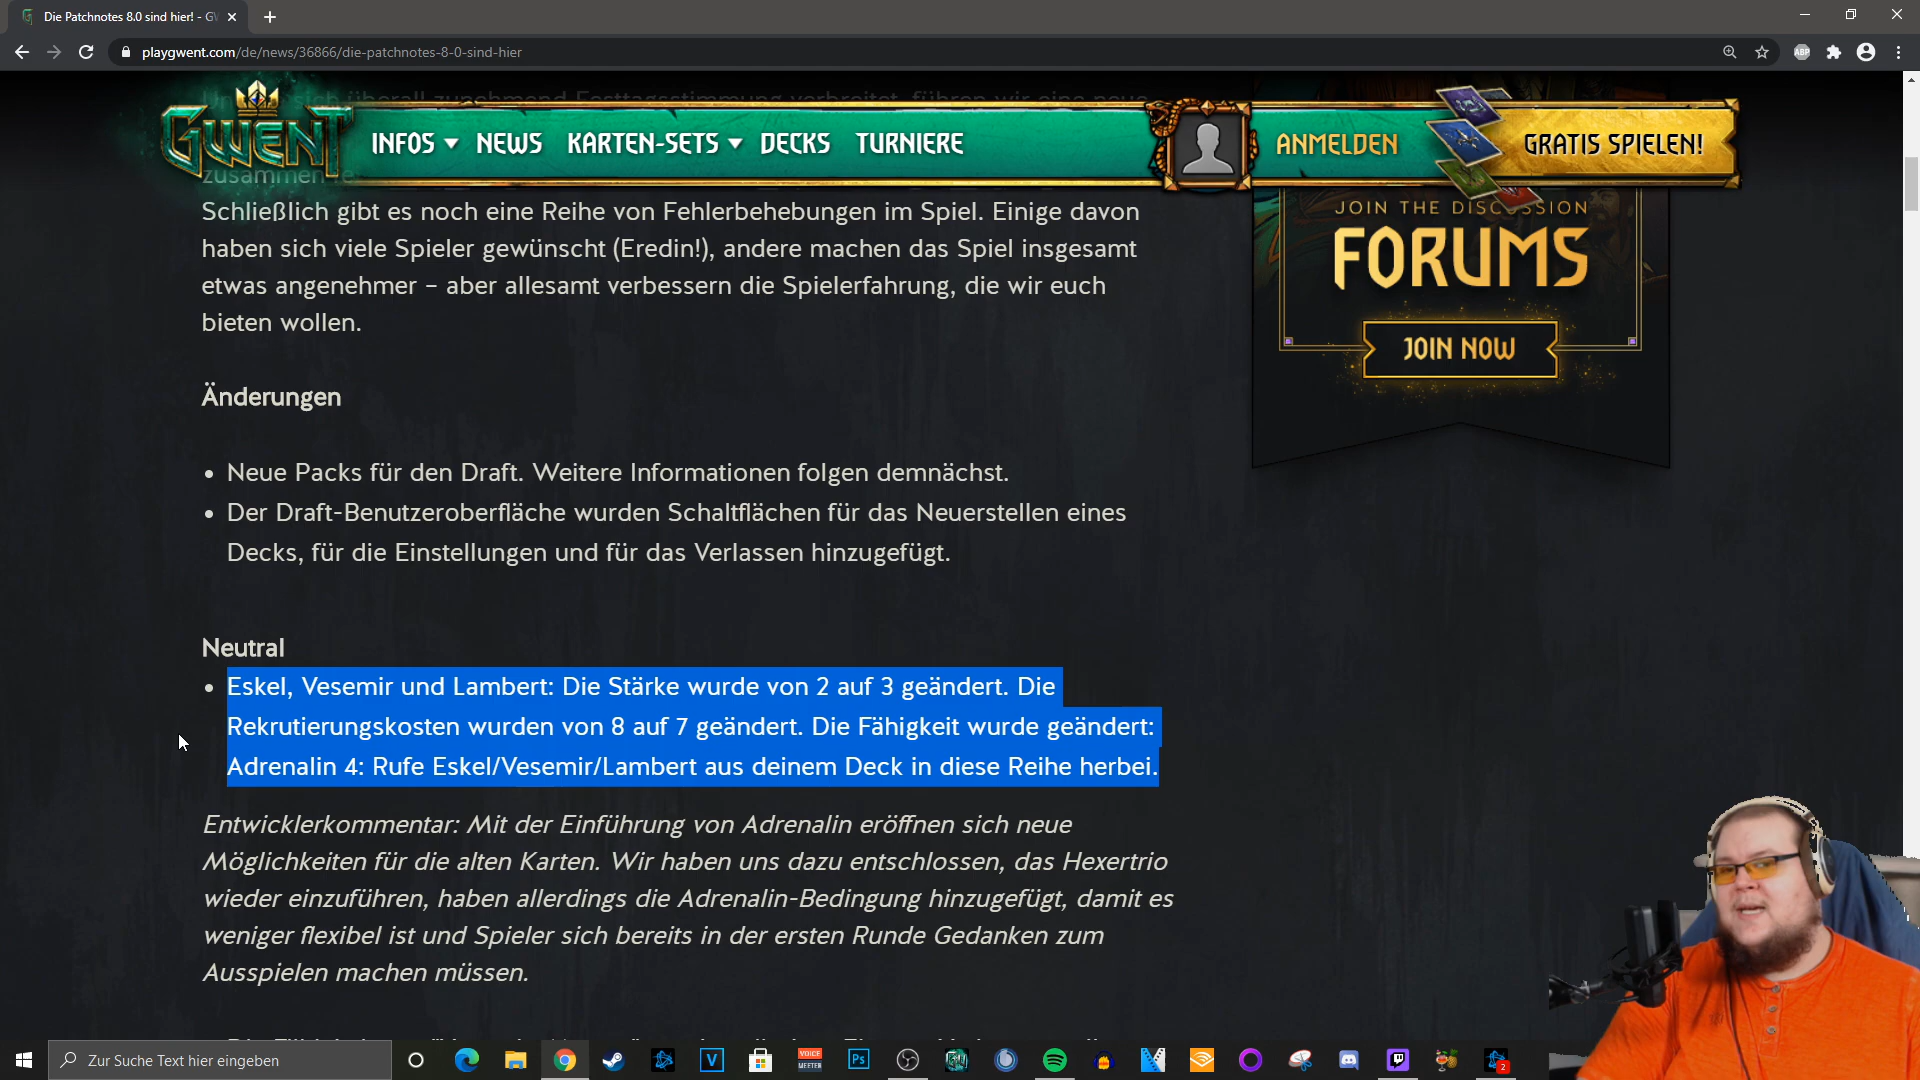 Die Patchnotes 8.0 sind hier! - GW
playgwent.com/de/news/36866/die-patchnotes-8-0-sind-hier
ABP
GWENT
INFOS
NEWS
KARTEN-SETS
DECKS
TURNIERE
ANMELDEN
GRATIS SPIELEN!
zusammen
Schließlich gibt es noch eine Reihe von Fehlerbehebungen im Spiel. Einige davon
haben sich viele Spieler gewünscht (Eredin!), andere machen das Spiel insgesamt
etwas angenehmer – aber allesamt verbessern die Spielerfahrung, die wir euch
bieten wollen.
JOIN THE DISCUSSION
FORUMS
JOIN NOW
Änderungen
• Neue Packs für den Draft. Weitere Informationen folgen demnächst.
• Der Draft-Benutzeroberfläche wurden Schaltflächen für das Neuerstellen eines
Decks, für die Einstellungen und für das Verlassen hinzugefügt.
Neutral
• Eskel, Vesemir und Lambert: Die Stärke wurde von 2 auf 3 geändert. Die
Rekrutierungskosten wurden von 8 auf 7 geändert. Die Fähigkeit wurde geändert:
Adrenalin 4: Rufe Eskel/Vesemir/Lambert aus deinem Deck in diese Reihe herbei.
Entwicklerkommentar: Mit der Einführung von Adrenalin eröffnen sich neue
Möglichkeiten für die alten Karten. Wir haben uns dazu entschlossen, das Hexertrio
wieder einzuführen, haben allerdings die Adrenalin-Bedingung hinzugefügt, damit es
weniger flexibel ist und Spieler sich bereits in der ersten Runde Gedanken zum
Ausspielen machen müssen.
Zur Suche Text hier eingeben
V
VOICE
MEETER
Ps
2